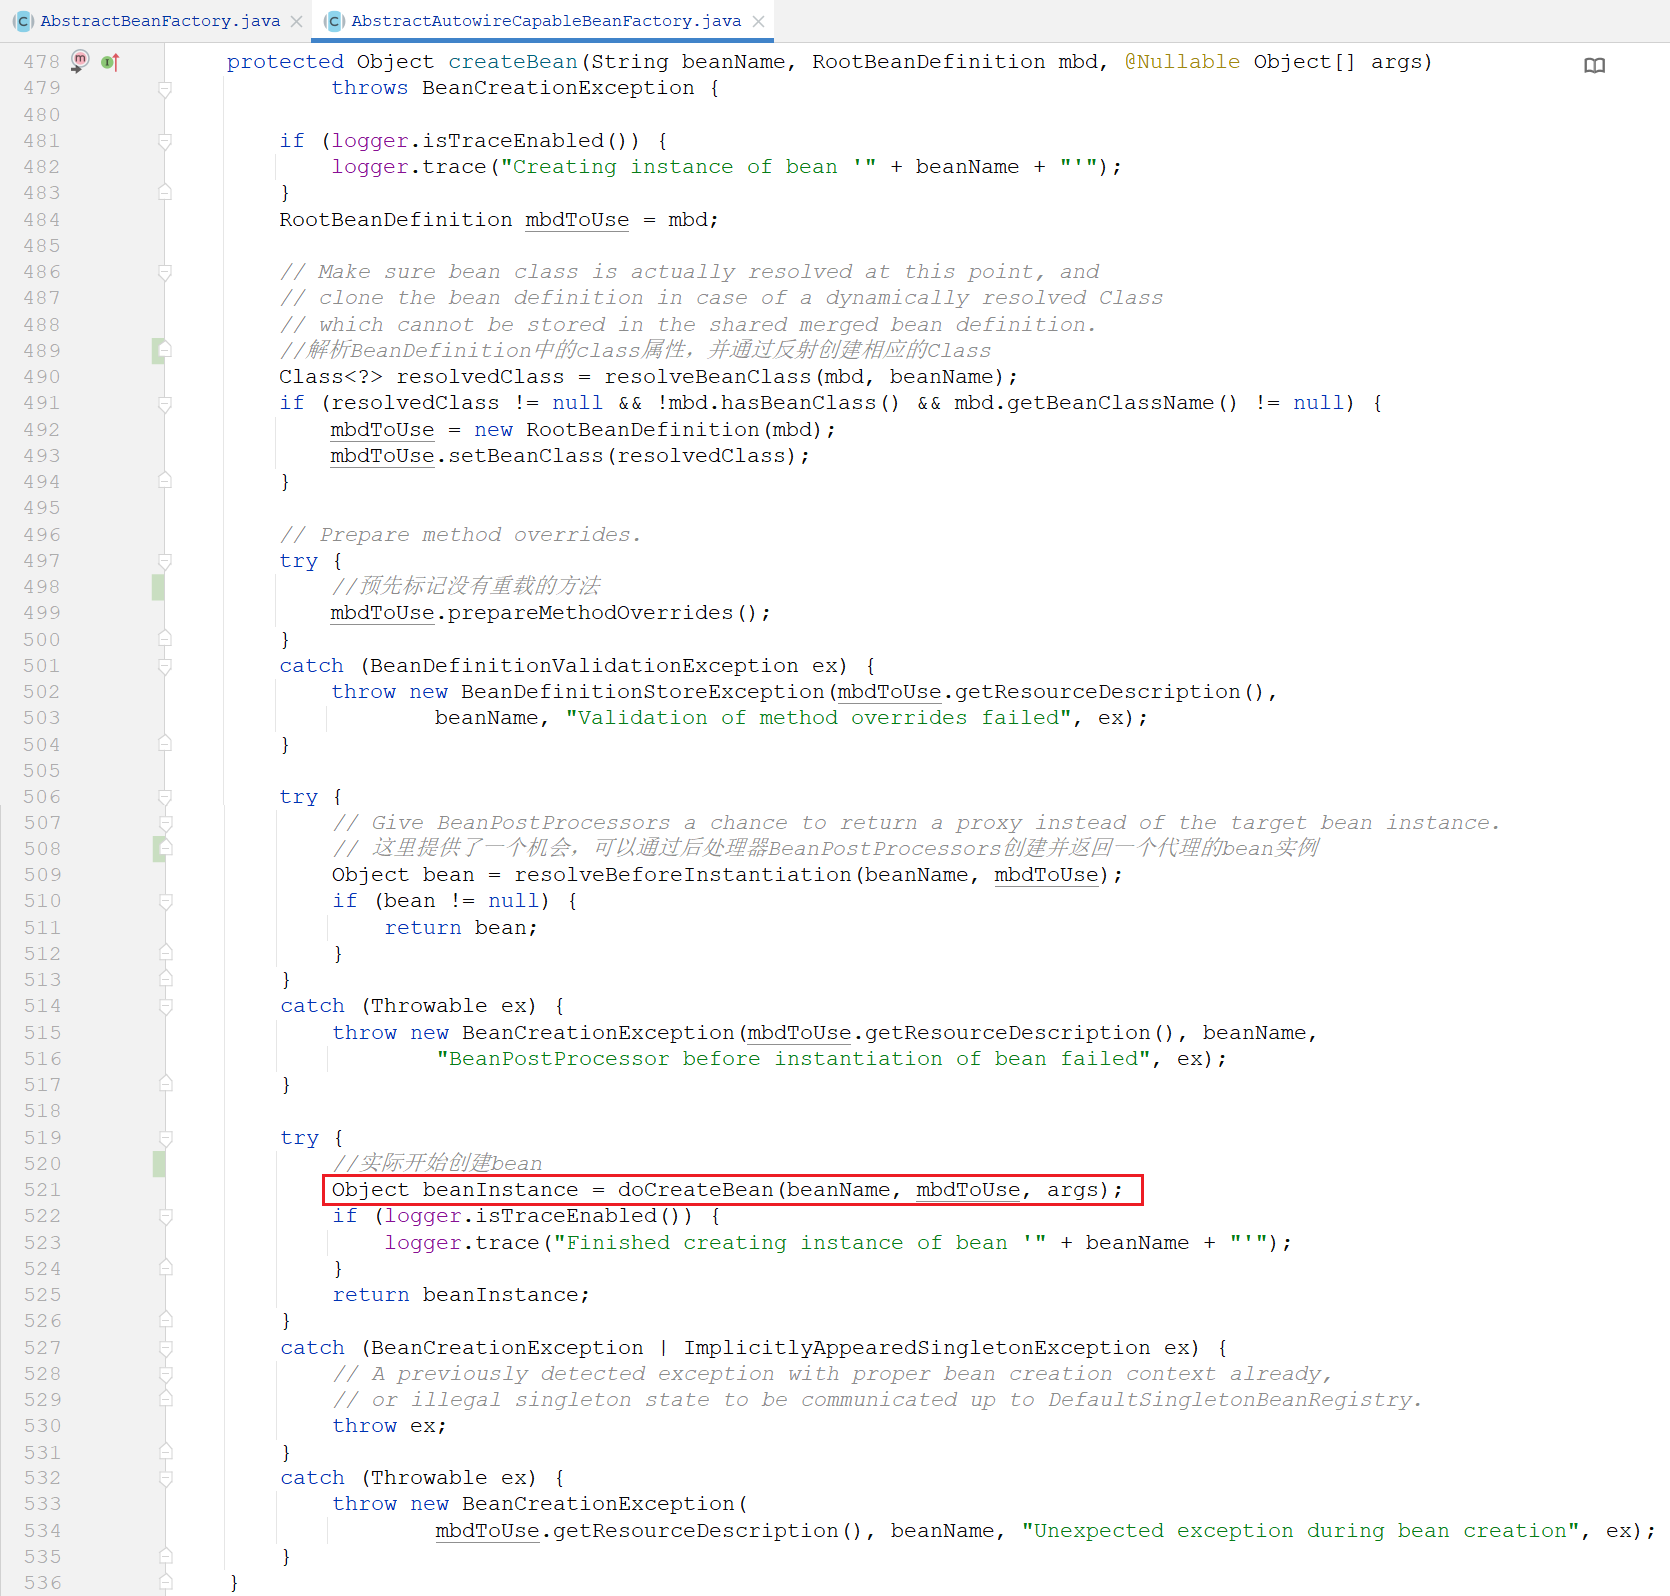 AbstractBeanFactory.java AbstractAutowireCapableBeanFactory.java
478 protected Object createBean(String beanName, RootBeanDefinition mbd, @Nullable Object[] args)
479 throws BeanCreationException {
480
481 if (logger.isTraceEnabled()) {
482 logger.trace("Creating instance of bean '" + beanName + "'");
483 }
484 RootBeanDefinition mbdToUse = mbd;
485
486 // Make sure bean class is actually resolved at this point, and
487 // clone the bean definition in case of a dynamically resolved Class
488 // which cannot be stored in the shared merged bean definition.
489 //解析BeanDefinition中的class属性，并通过反射创建相应的Class
490 Class<?> resolvedClass = resolveBeanClass(mbd, beanName);
491 if (resolvedClass != null && !mbd.hasBeanClass() && mbd.getBeanClassName() != null) {
492 mbdToUse = new RootBeanDefinition(mbd);
493 mbdToUse.setBeanClass(resolvedClass);
494 }
495
496 // Prepare method overrides.
497 try {
498 //预先标记没有重载的方法
499 mbdToUse.prepareMethodOverrides();
500 }
501 catch (BeanDefinitionValidationException ex) {
502 throw new BeanDefinitionStoreException(mbdToUse.getResourceDescription(),
503 beanName, "Validation of method overrides failed", ex);
504 }
505
506 try {
507 // Give BeanPostProcessors a chance to return a proxy instead of the target bean instance.
508 // 这里提供了一个机会，可以通过后处理器BeanPostProcessors创建并返回一个代理的bean实例
509 Object bean = resolveBeforeInstantiation(beanName, mbdToUse);
510 if (bean != null) {
511 return bean;
512 }
513 }
514 catch (Throwable ex) {
515 throw new BeanCreationException(mbdToUse.getResourceDescription(), beanName,
516 "BeanPostProcessor before instantiation of bean failed", ex);
517 }
518
519 try {
520 //实际开始创建bean
521 Object beanInstance = doCreateBean(beanName, mbdToUse, args);
522 if (logger.isTraceEnabled()) {
523 logger.trace("Finished creating instance of bean '" + beanName + "'");
524 }
525 return beanInstance;
526 }
527 catch (BeanCreationException | ImplicitlyAppearedSingletonException ex) {
528 // A previously detected exception with proper bean creation context already,
529 // or illegal singleton state to be communicated up to DefaultSingletonBeanRegistry.
530 throw ex;
531 }
532 catch (Throwable ex) {
533 throw new BeanCreationException(
534 mbdToUse.getResourceDescription(), beanName, "Unexpected exception during bean creation", ex);
535 }
536 }